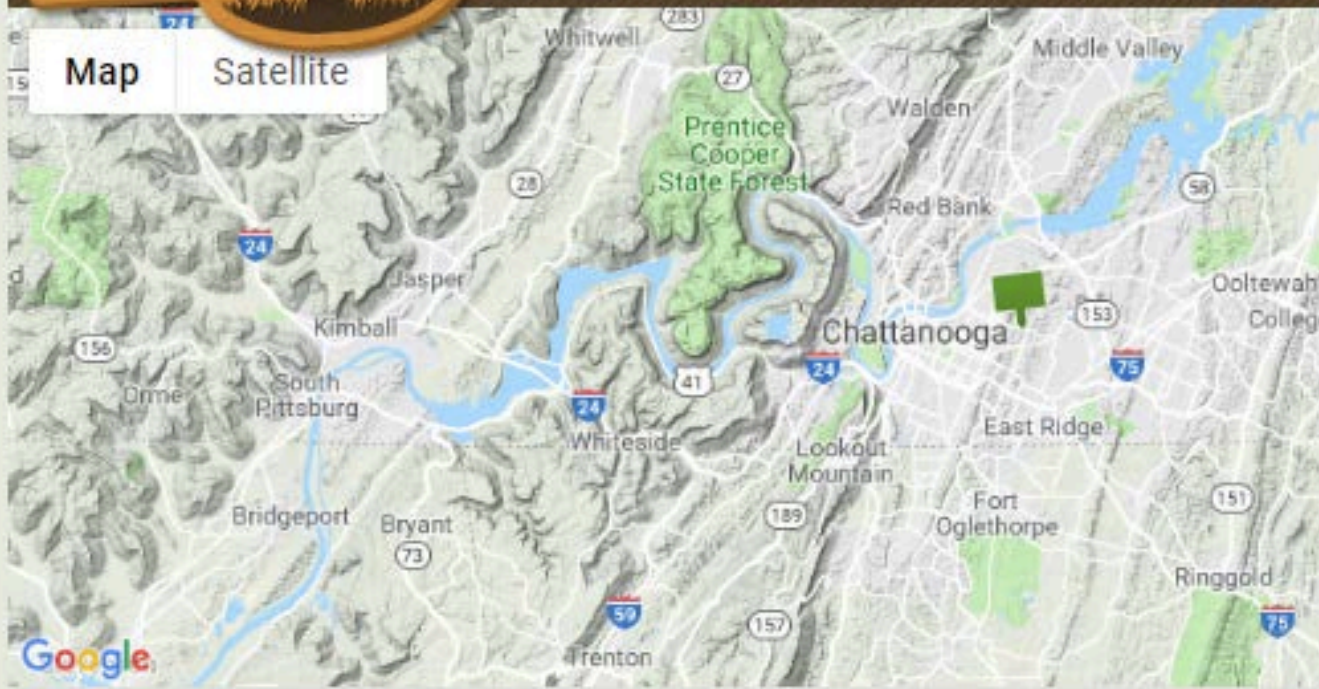 24
283
Whitwell
Middle Valley
Map
Satellite
27
Walden
Prentice
Cooper
State Forest
28
58
Red Bank
24
Jasper
Ooltewah
Colleg
Kimball
153
Chattanooga
156
24
75
41
South
Pittsburg
Orme
24
East Ridge
Whiteside
Lookout
Mountain
151
Fort
Oglethorpe
189
Bridgeport
Bryant
73
Ringgold
59
157
75
Trenton
Google